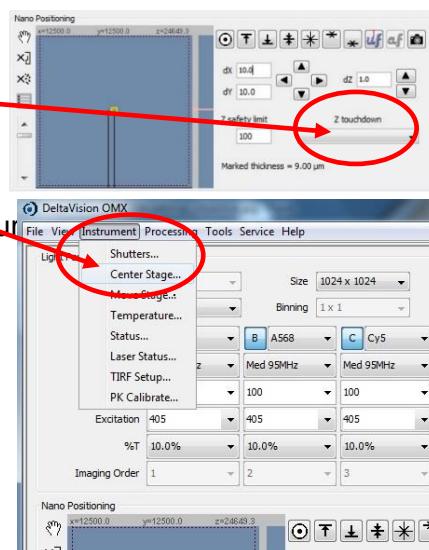 Nano Positioning
x=12500.0 y=12500.0 z=24649.3
uf af
dX 10.0
dY 10.0
dZ 1.0
Z safety limit
100
Z touchdown
Marked thickness = 9.00 μm
DeltaVision OMX
File View Instrument Processing Tools Service Help
Shutters...
Center Stage...
Move Stage...
Temperature...
Status...
Laser Status...
TIRF Setup...
PK Calibrate...
Size 1024 x 1024
Binning 1 x 1
B A568 C Cy5
z Med 95MHz Med 95MHz
100 100
Excitation 405 405 405
%T 10.0% 10.0% 10.0%
Imaging Order 1 2 3
Nano Positioning
x=12500.0 y=12500.0 z=24649.3